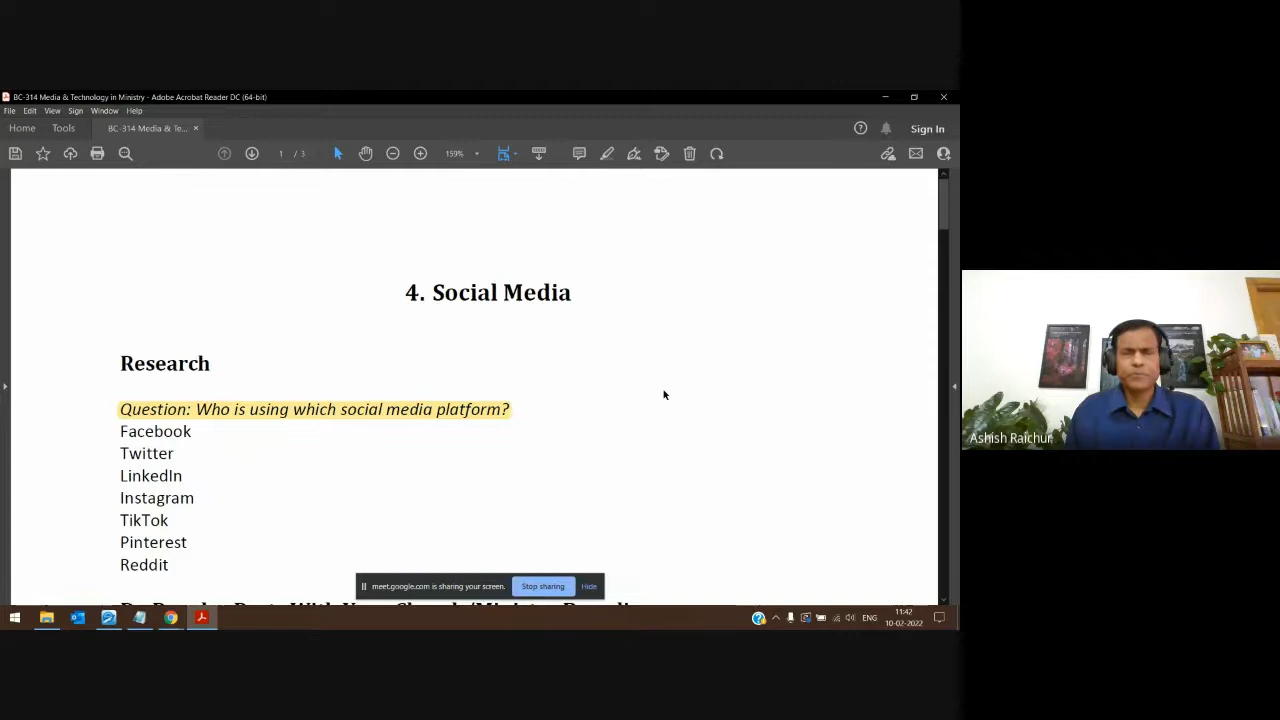 BC-314 Media & Technology in Ministry - Adobe Acrobat Reader DC (64-bit)
File Edit View Sign Window Help
Home Tools BC-314 Media & Te... × Sign In
1 / 3 159%
4. Social Media
Research
Question: Who is using which social media platform?
Facebook
Twitter
LinkedIn
Instagram
TikTok
Pinterest
Reddit
meet.google.com is sharing your screen. Stop sharing Hide
ENG 11:42
10-02-2022
Ashish Raichur